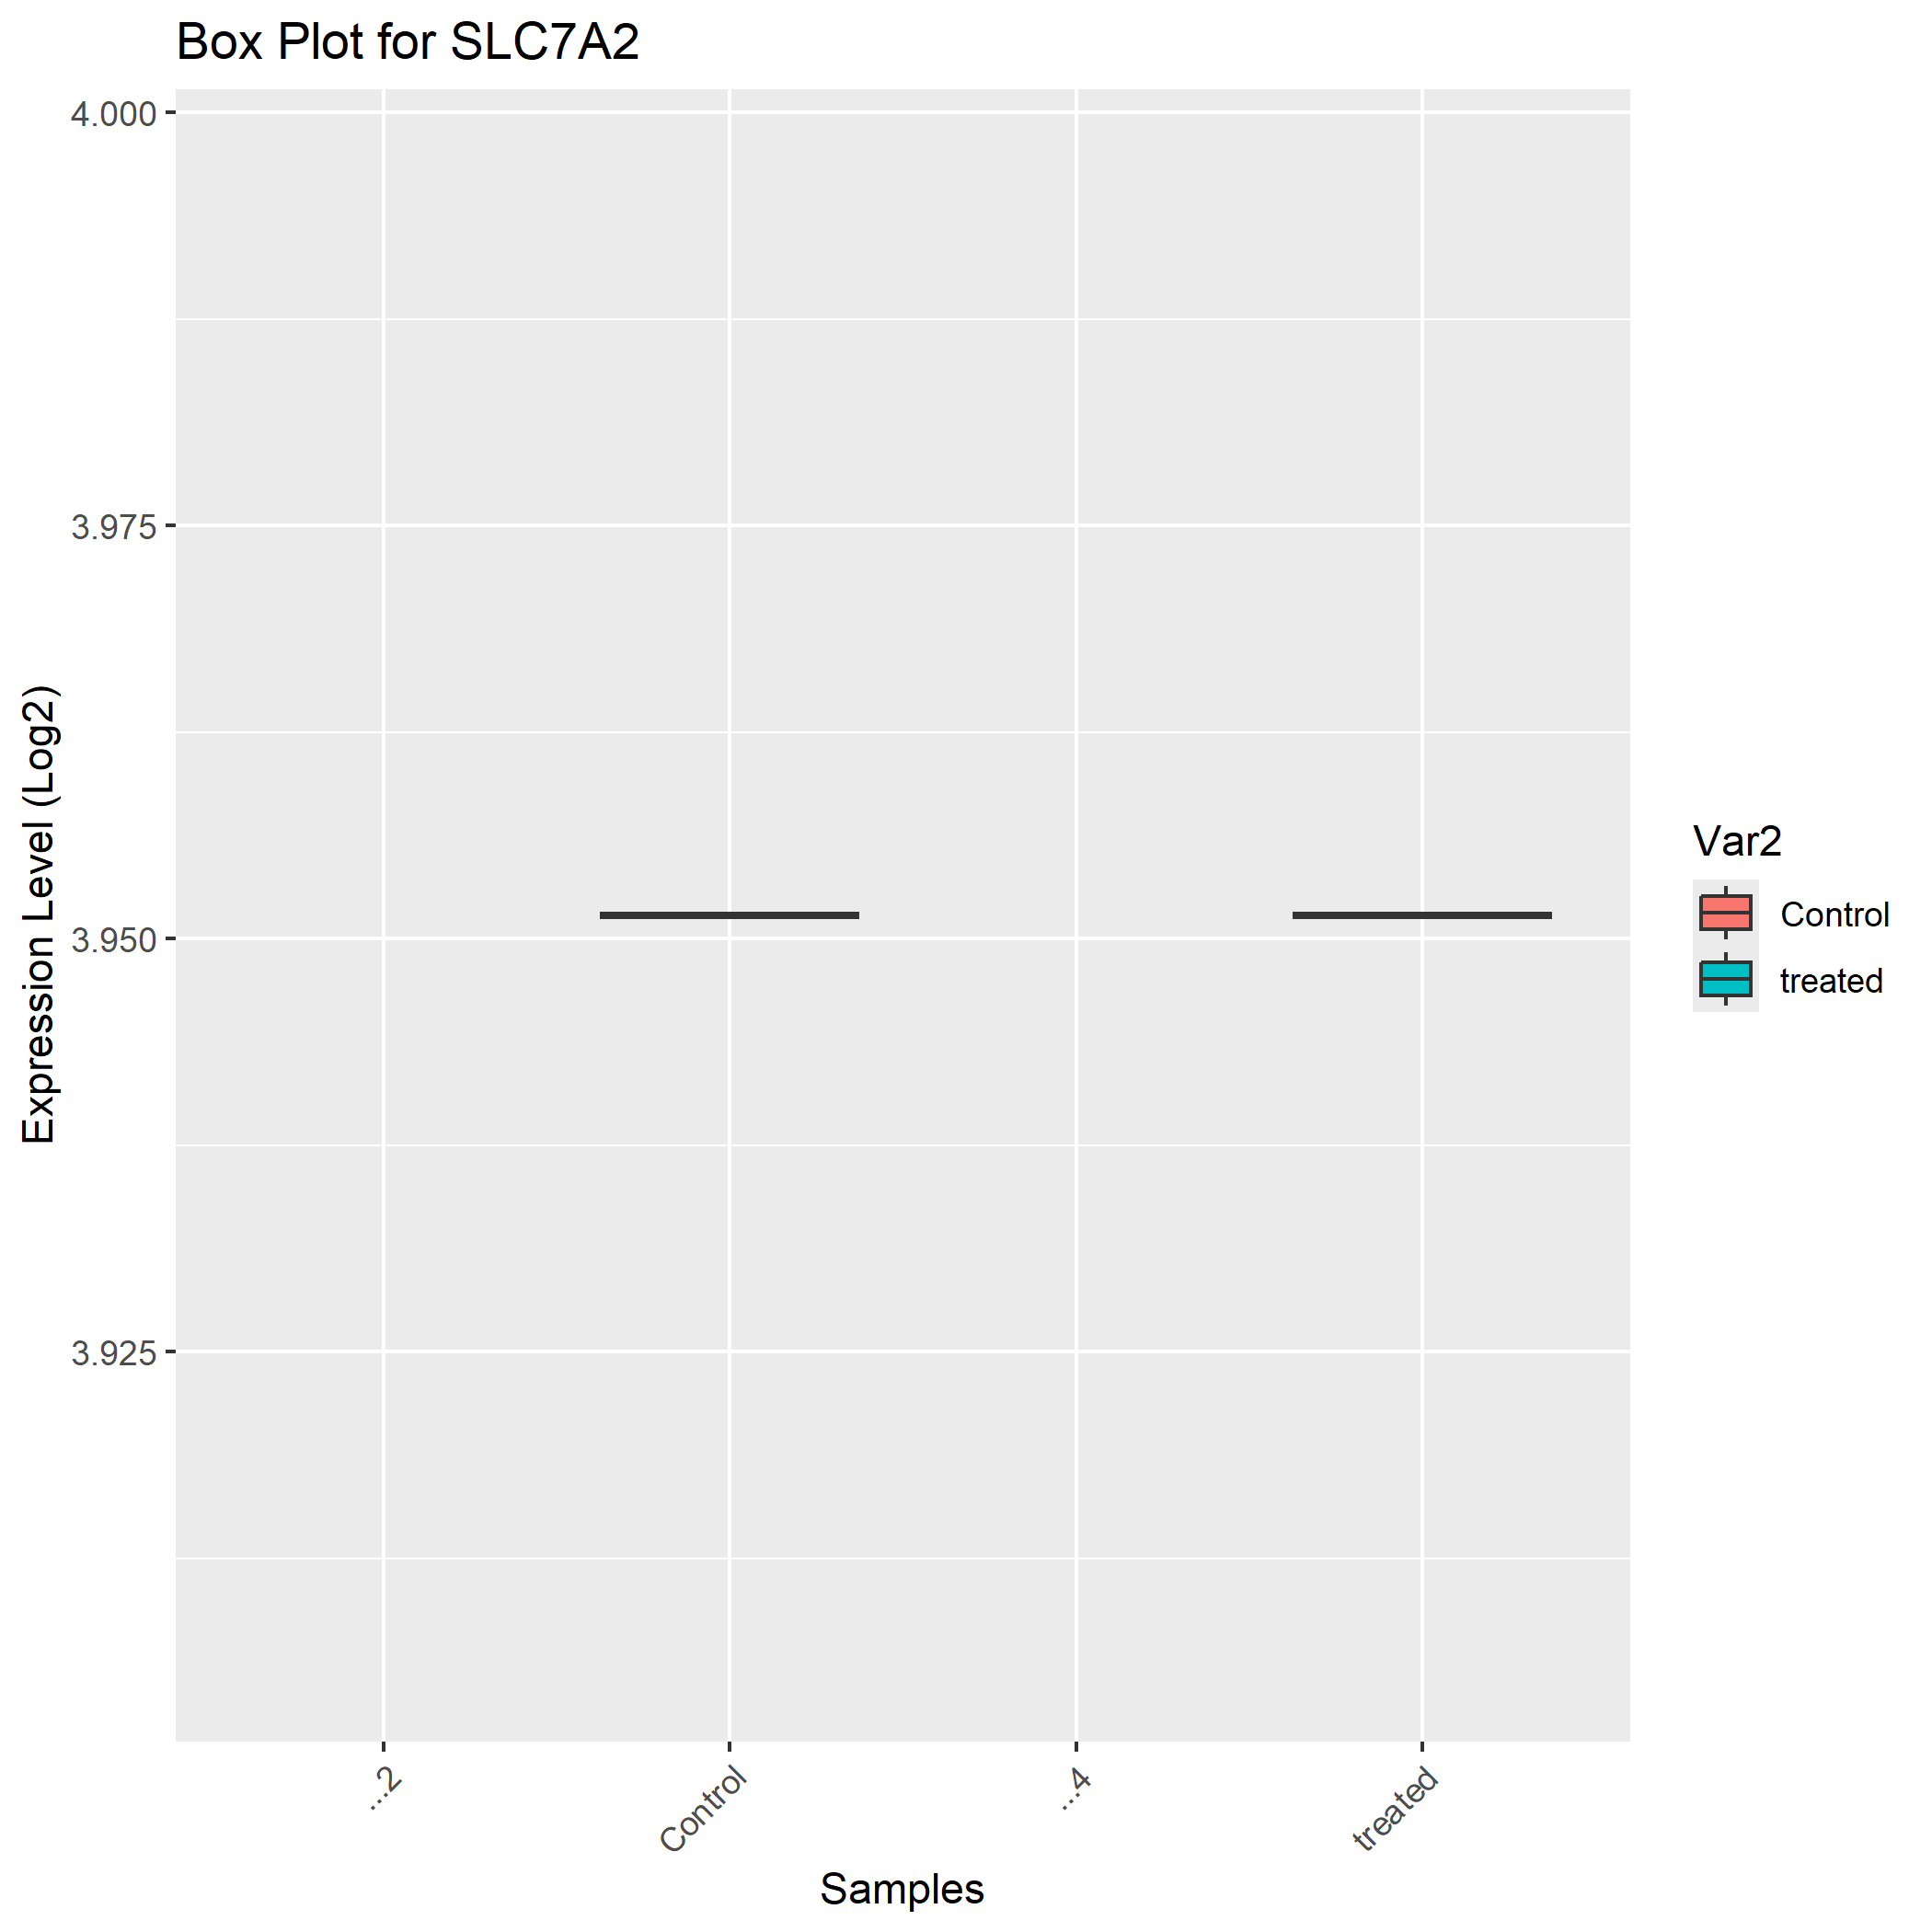 Box Plot for SLC7A2
4.000
3.975
3.950
3.925
Expression Level (Log2)
...2
Control
...4
treated
Samples
Var2
Control
treated